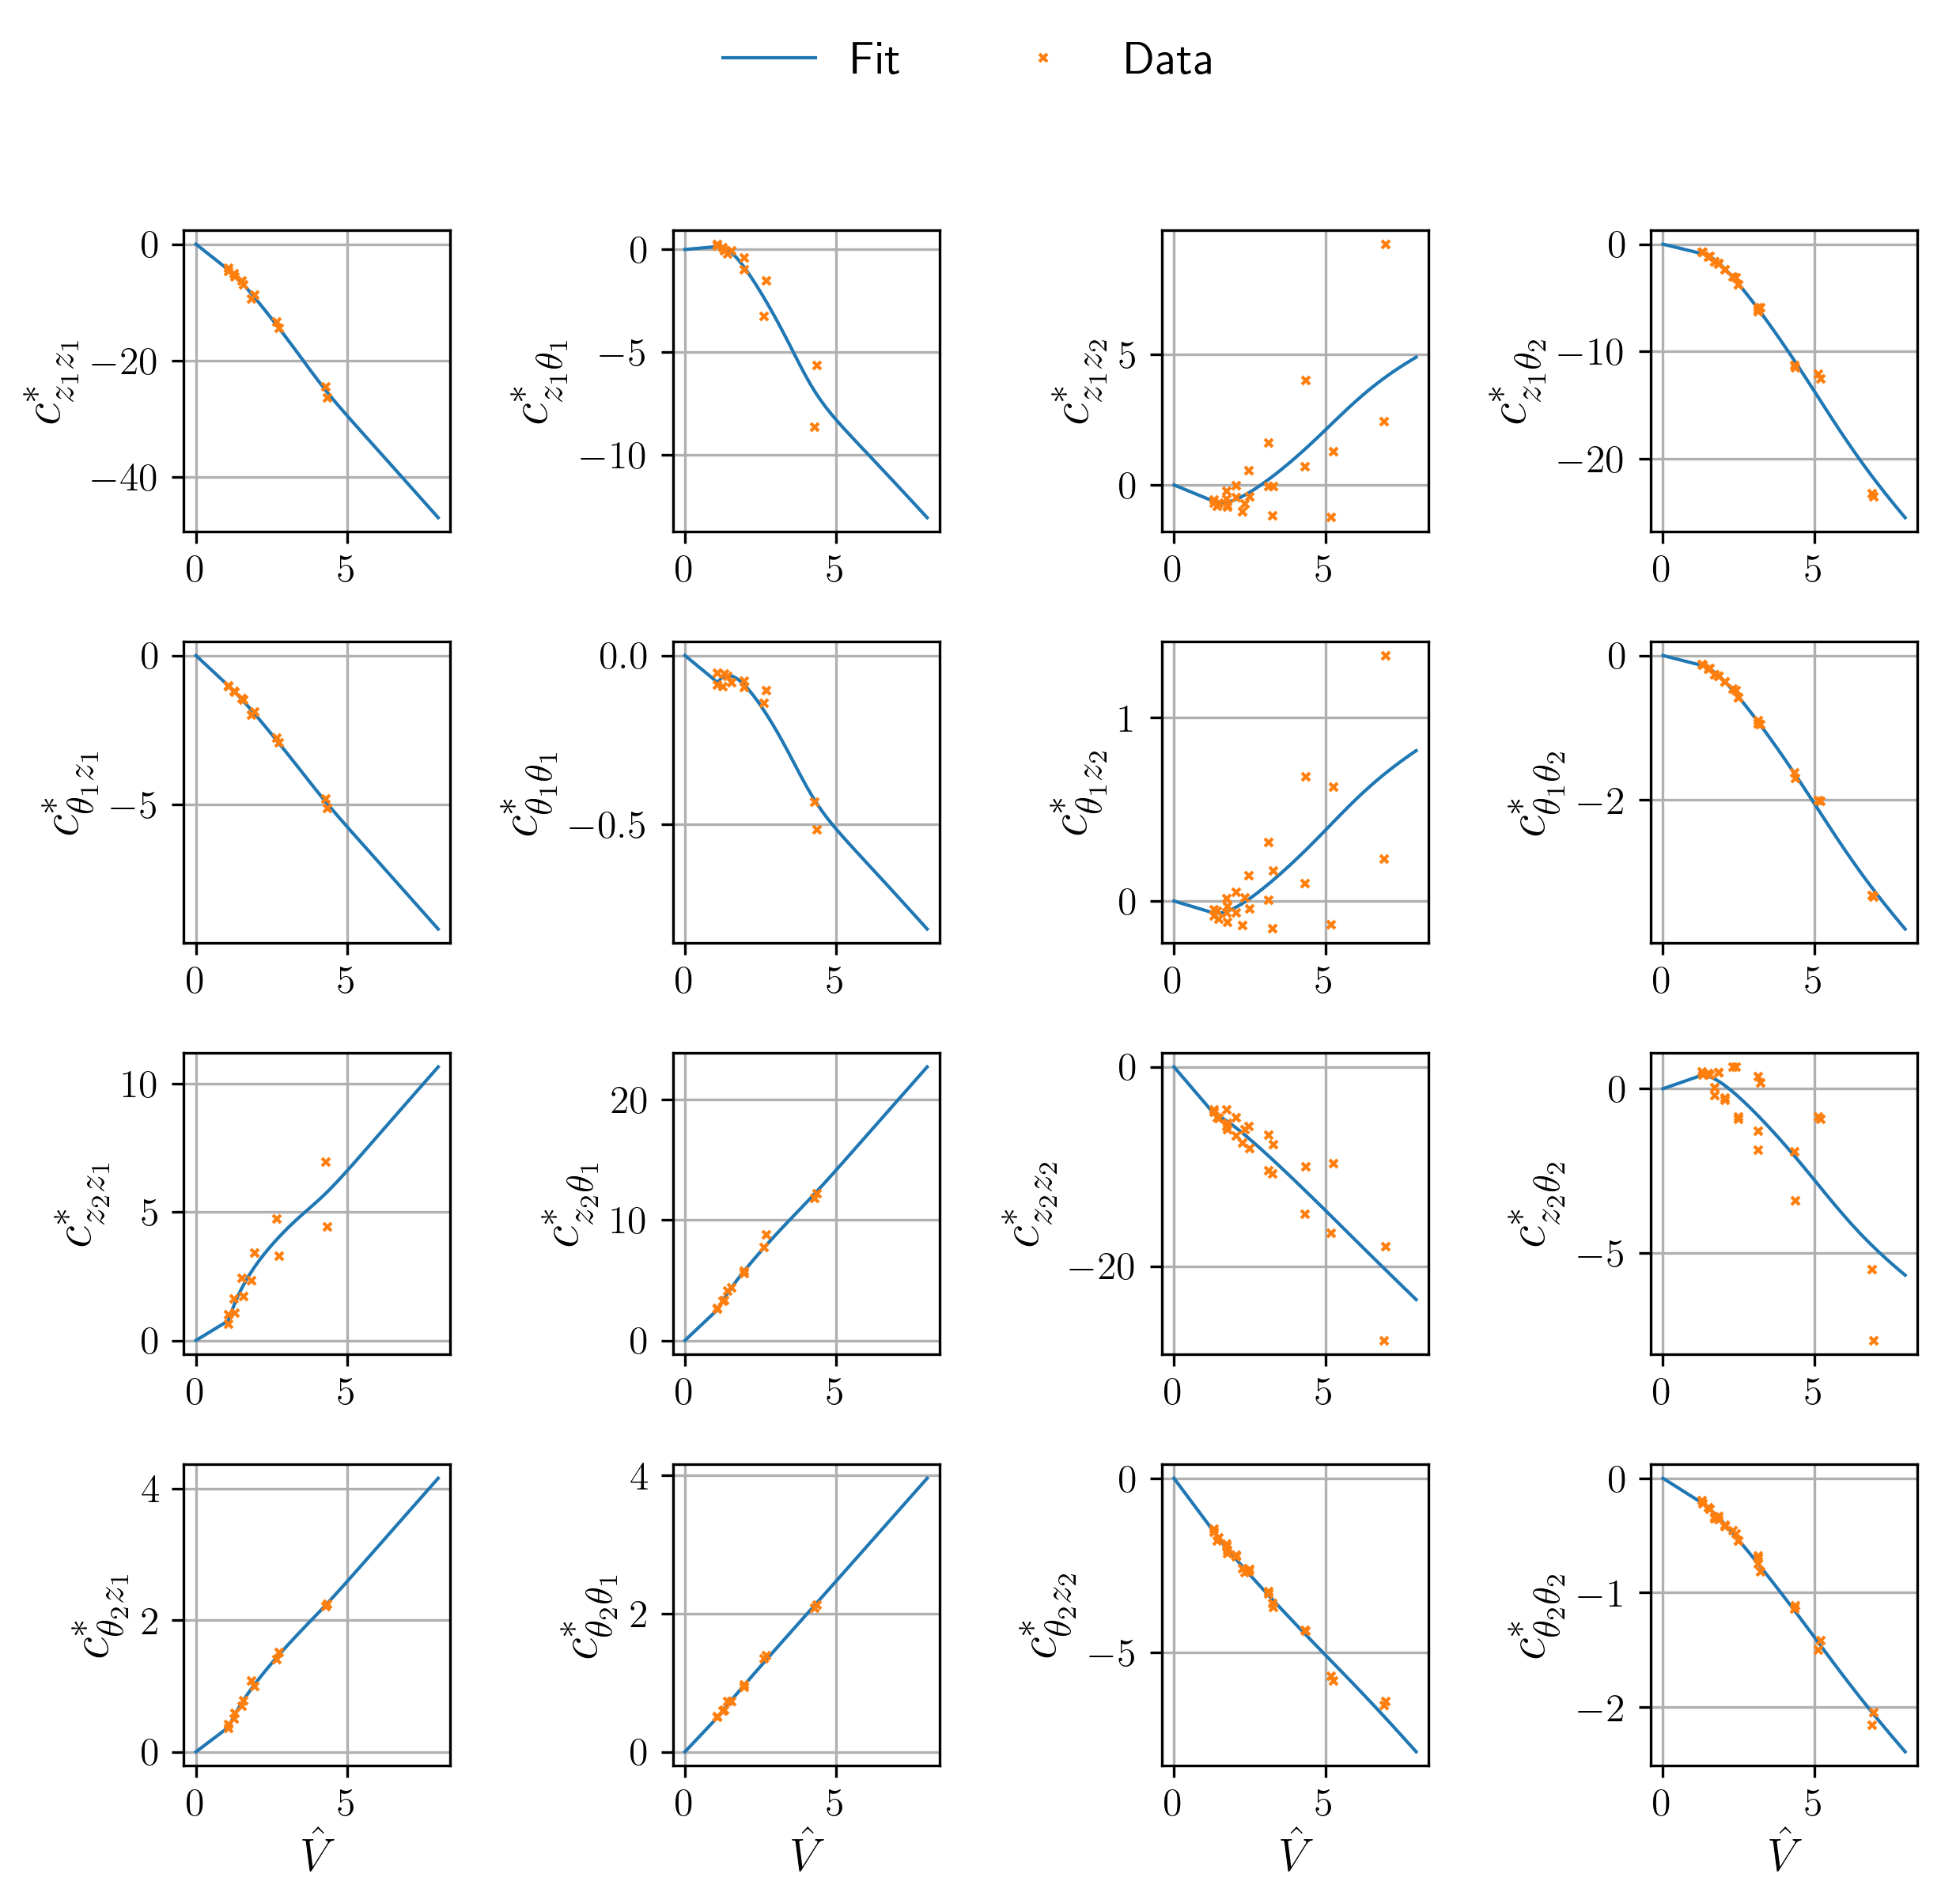 Fit Data
0 −20 −40 0 5 c*z₁z₁
0 −5 −10 0 5 c*z₁θ₁
5 0 0 5 c*z₁z₂
0 −10 −20 0 5 c*z₁θ₂
0 −5 0 5 c*θ₁z₁
0.0 −0.5 0 5 c*θ₁θ₁
1 0 0 5 c*θ₁z₂
0 −2 0 5 c*θ₁θ₂
10 5 0 0 5 c*z₂z₁
20 10 0 0 5 c*z₂θ₁
0 −20 0 5 c*z₂z₂
0 −5 0 5 c*z₂θ₂
4 2 0 0 5 c*θ₂z₁
4 2 0 0 5 c*θ₂θ₁
0 −5 0 5 c*θ₂z₂
0 −1 −2 0 5 c*θ₂θ₂
V̂ V̂ V̂ V̂